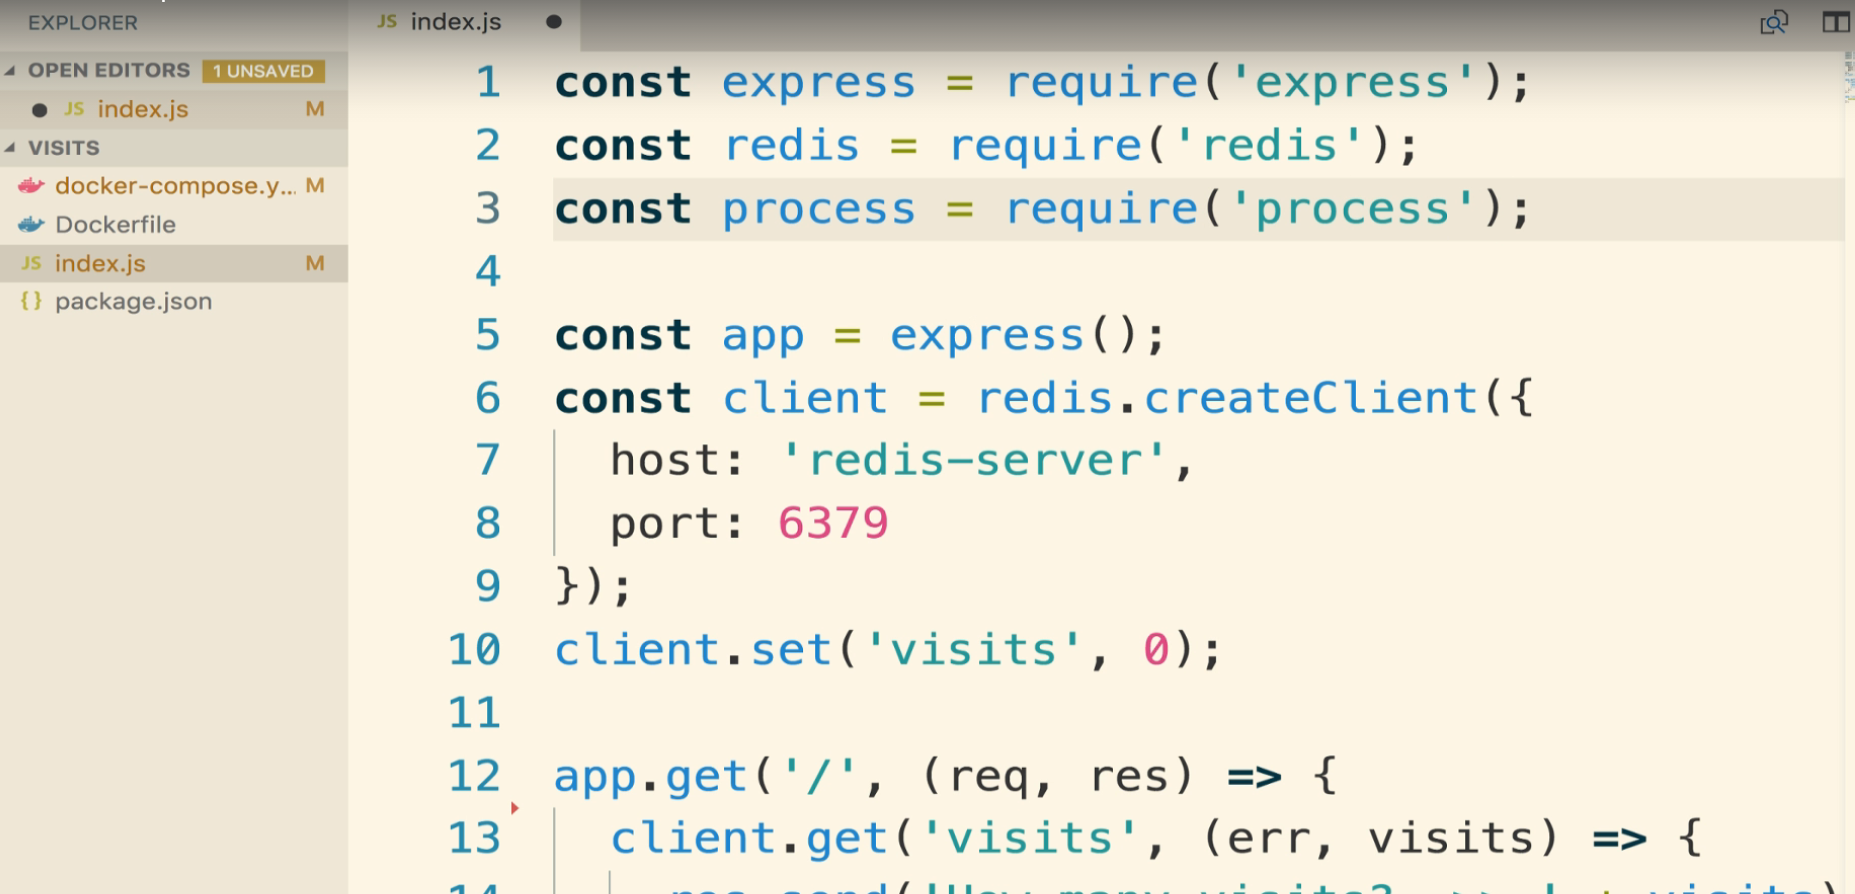 EXPLORER
OPEN EDITORS 1 UNSAVED
JS index.js M
VISITS
docker-compose.y... M
Dockerfile
JS index.js M
{} package.json
JS index.js
1 const express = require('express');
2 const redis = require('redis');
3 const process = require('process');
4
5 const app = express();
6 const client = redis.createClient({
7 host: 'redis-server',
8 port: 6379
9 });
10 client.set('visits', 0);
11
12 app.get('/', (req, res) => {
13 client.get('visits', (err, visits) => {
14